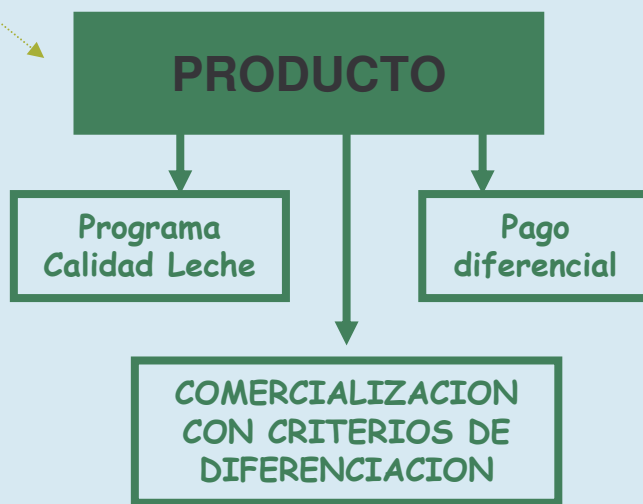 PRODUCTO
Programa
Calidad Leche
Pago
diferencial
COMERCIALIZACION
CON CRITERIOS DE
DIFERENCIACION